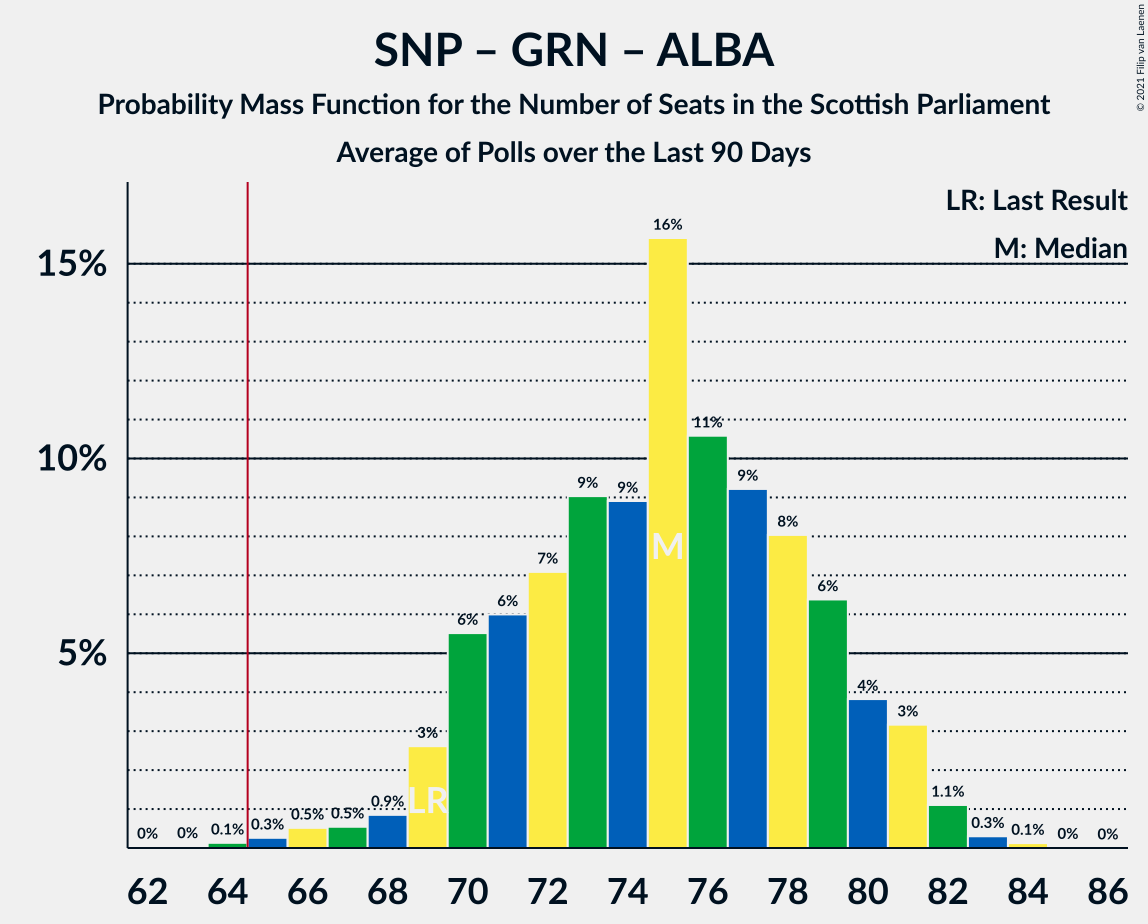 SNP – GRN – ALBA
Probability Mass Function for the Number of Seats in the Scottish Parliament
Average of Polls over the Last 90 Days
© 2021 Filip van Laenen
LR: Last Result
M: Median
15%
10%
5%
0% 0% 0.1% 0.3% 0.5% 0.5% 0.9% 3% 6% 6% 7% 9% 9% 16% 11% 9% 8% 6% 4% 3% 1.1% 0.3% 0.1% 0% 0%
M
LR
62 64 66 68 70 72 74 76 78 80 82 84 86